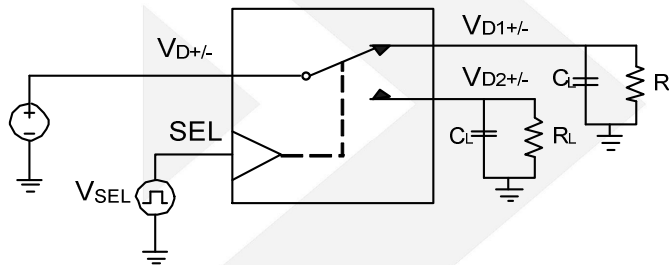 VD+/-
VD1+/-
CL
R
VD2+/-
SEL
CL
RL
VSEL
+
−